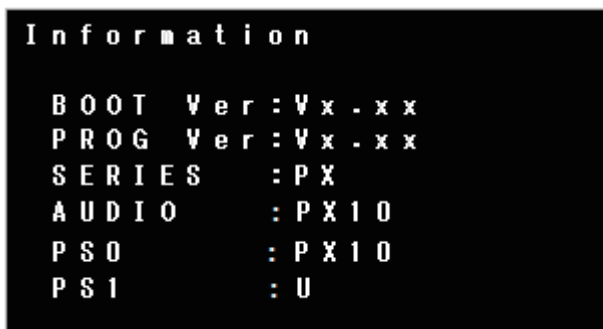 Information
BOOT Ver:Vx.xx
PROG Ver:Vx.xx
SERIES :PX
AUDIO :PX10
PS0 :PX10
PS1 :U